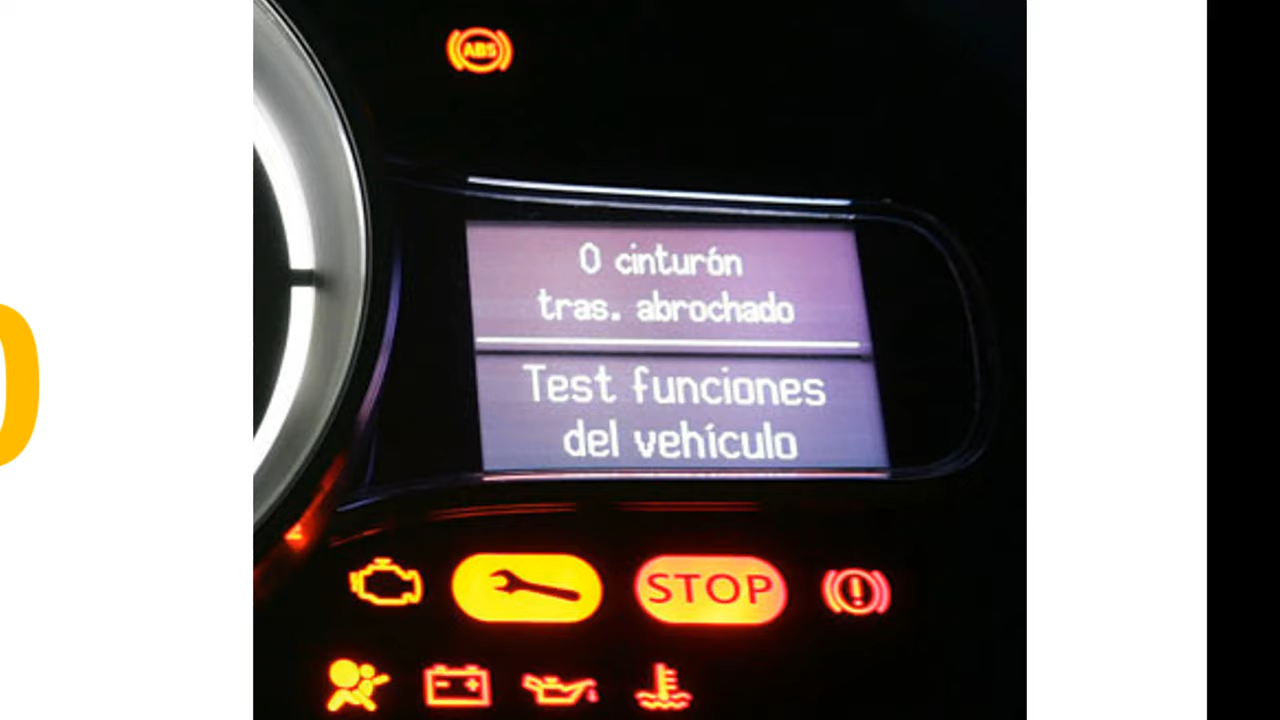 ABS
0 cinturón
tras. abrochado
Test funciones
del vehículo
STOP